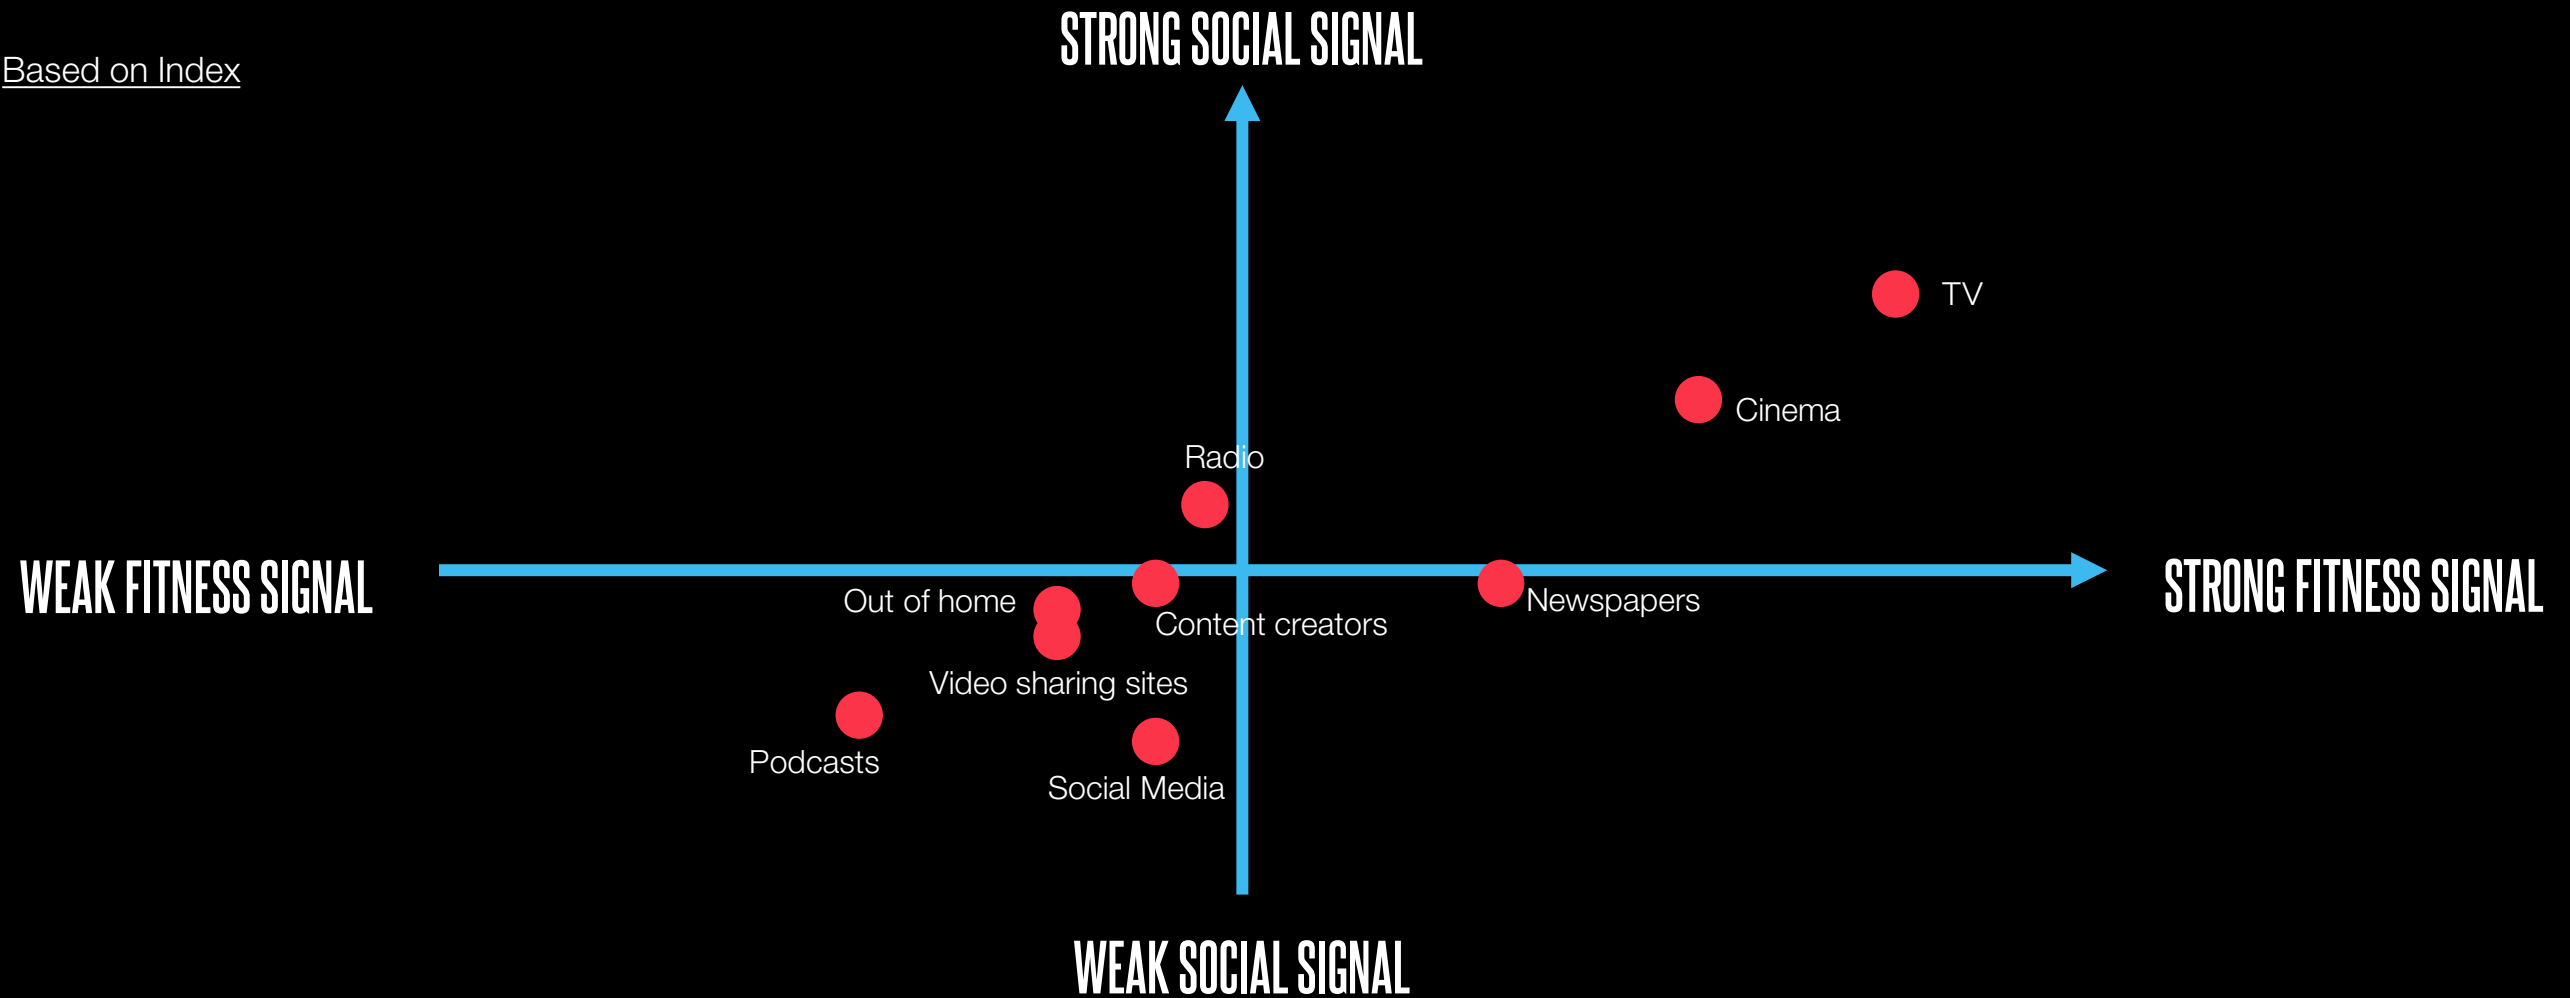 STRONG SOCIAL SIGNAL
Based on Index
TV
Cinema
Radio
WEAK FITNESS SIGNAL
STRONG FITNESS SIGNAL
Out of home
Newspapers
Content creators
Video sharing sites
Podcasts
Social Media
WEAK SOCIAL SIGNAL